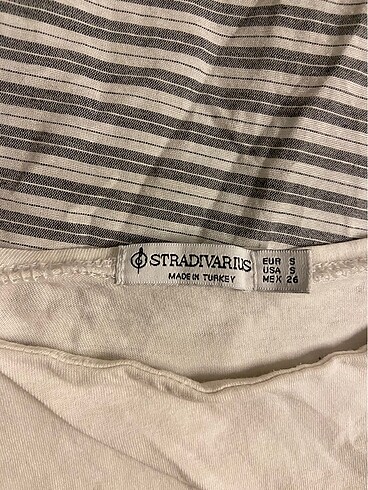 STRADIVARIUS
MADE IN TURKEY
EUR S
USA S
MEX 26